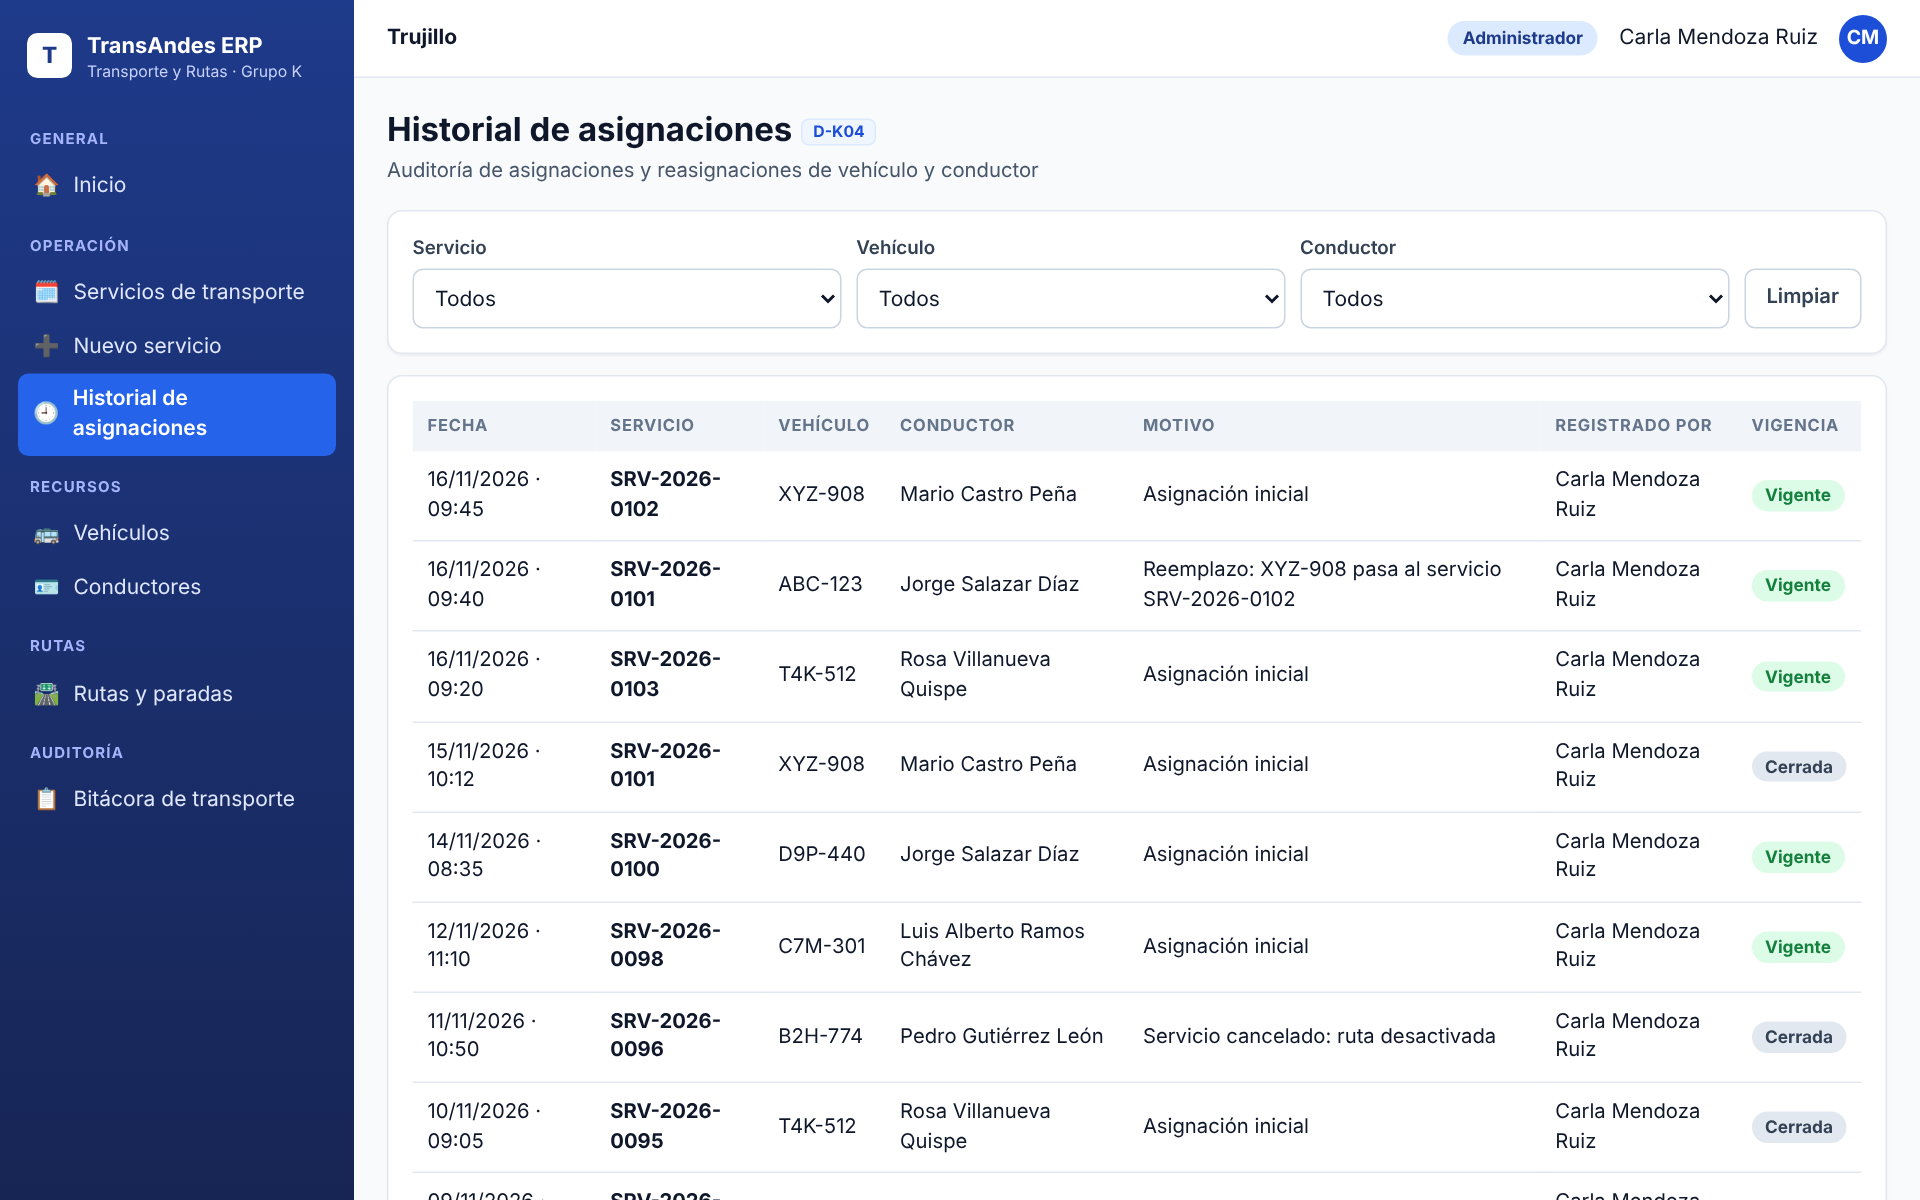 T
TransAndes ERP
Transporte y Rutas · Grupo K
GENERAL
Inicio
OPERACIÓN
Servicios de transporte
Nuevo servicio
Historial de
asignaciones
RECURSOS
Vehículos
Conductores
RUTAS
Rutas y paradas
AUDITORÍA
Bitácora de transporte
Trujillo
Administrador
Carla Mendoza Ruiz
CM
Historial de asignaciones D-K04
Auditoría de asignaciones y reasignaciones de vehículo y conductor
Servicio Vehículo Conductor
Todos Todos Todos Limpiar
FECHA SERVICIO VEHÍCULO CONDUCTOR MOTIVO REGISTRADO POR VIGENCIA
16/11/2026 · SRV-2026- Carla Mendoza
XYZ-908 Mario Castro Peña Asignación inicial Vigente
09:45 0102 Ruiz
16/11/2026 · SRV-2026- Reemplazo: XYZ-908 pasa al servicio Carla Mendoza
ABC-123 Jorge Salazar Díaz Vigente
09:40 0101 SRV-2026-0102 Ruiz
16/11/2026 · SRV-2026- Rosa Villanueva Carla Mendoza
T4K-512 Asignación inicial Vigente
09:20 0103 Quispe Ruiz
15/11/2026 · SRV-2026- Carla Mendoza
XYZ-908 Mario Castro Peña Asignación inicial Cerrada
10:12 0101 Ruiz
14/11/2026 · SRV-2026- Carla Mendoza
D9P-440 Jorge Salazar Díaz Asignación inicial Vigente
08:35 0100 Ruiz
12/11/2026 · SRV-2026- Luis Alberto Ramos Carla Mendoza
C7M-301 Asignación inicial Vigente
11:10 0098 Chávez Ruiz
11/11/2026 · SRV-2026- Carla Mendoza
B2H-774 Pedro Gutiérrez León Servicio cancelado: ruta desactivada Cerrada
10:50 0096 Ruiz
10/11/2026 · SRV-2026- Rosa Villanueva Carla Mendoza
T4K-512 Asignación inicial Cerrada
09:05 0095 Quispe Ruiz
09/11/2026 · SRV-2026- Carla Mendoza